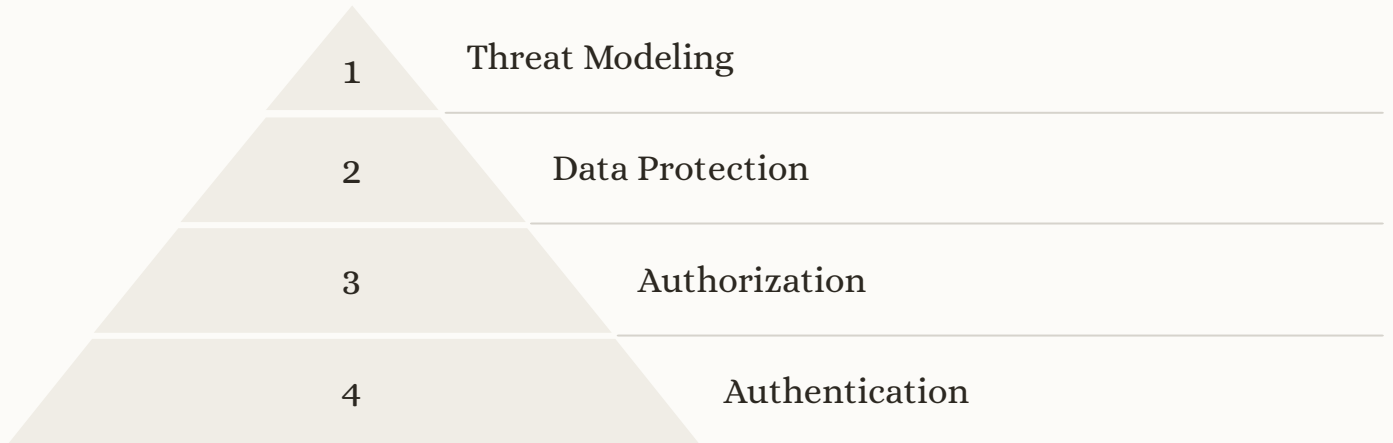 1 Threat Modeling
2 Data Protection
3 Authorization
4 Authentication